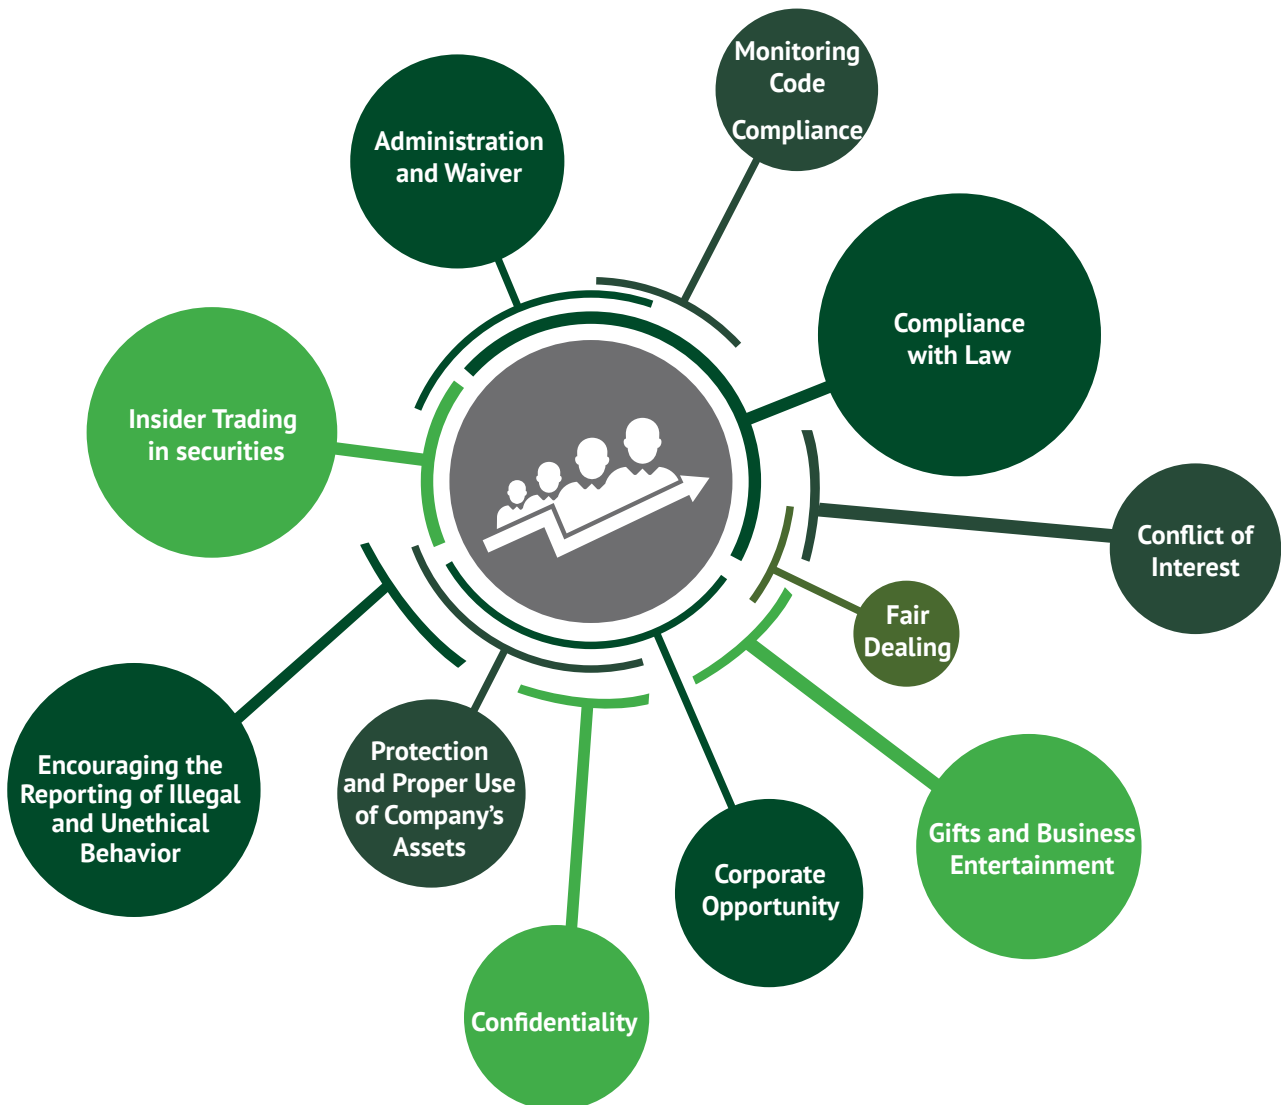 Monitoring
Code
Compliance
Administration
and Waiver
Compliance
with Law
Insider Trading
in securities
Conflict of
Interest
Fair
Dealing
Encouraging the
Reporting of Illegal
and Unethical
Behavior
Protection
and Proper Use
of Company’s
Assets
Gifts and Business
Entertainment
Corporate
Opportunity
Confidentiality